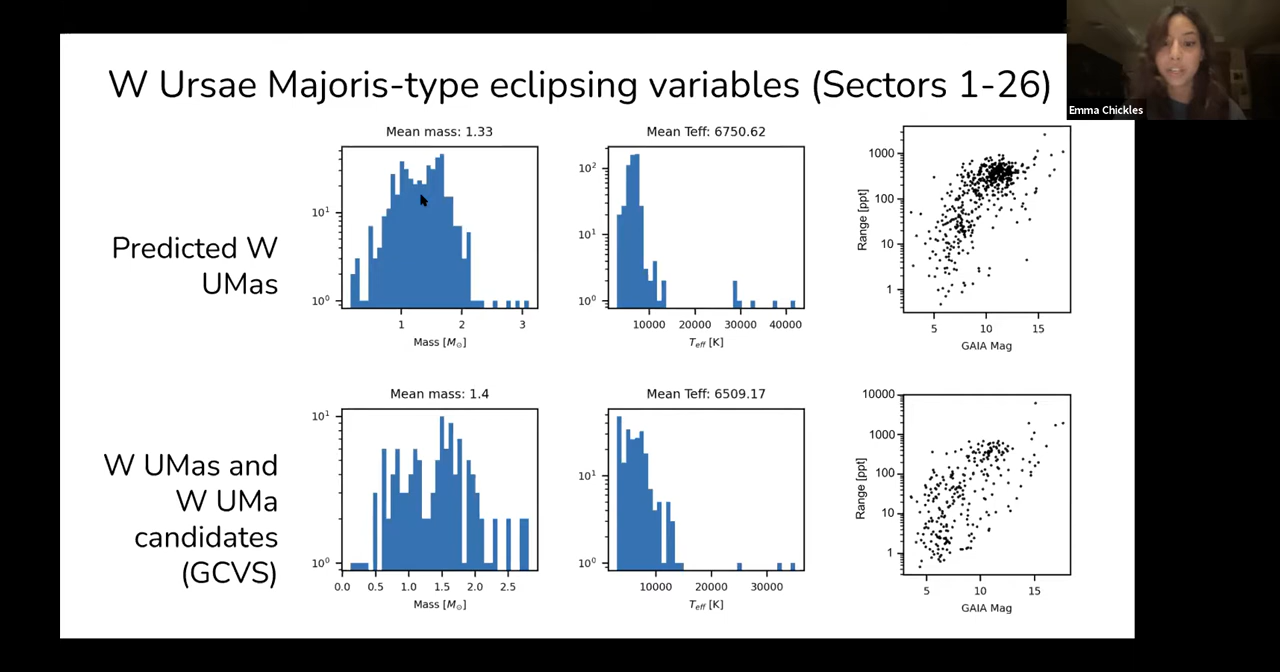 W Ursae Majoris-type eclipsing variables (Sectors 1-26)
Emma Chickles
Predicted W
UMas
Mean mass: 1.33
10¹
10⁰
1 2 3
Mass [M⊙]
Mean Teff: 6750.62
10²
10¹
10⁰
10000 20000 30000 40000
Teff [K]
Range [ppt]
1000
100
10
1
5 10 15
GAIA Mag
W UMas and
W UMa
candidates
(GCVS)
Mean mass: 1.4
10¹
10⁰
0.0 0.5 1.0 1.5 2.0 2.5
Mass [M⊙]
Mean Teff: 6509.17
10¹
10⁰
10000 20000 30000
Teff [K]
Range [ppt]
10000
1000
100
10
1
5 10 15
GAIA Mag